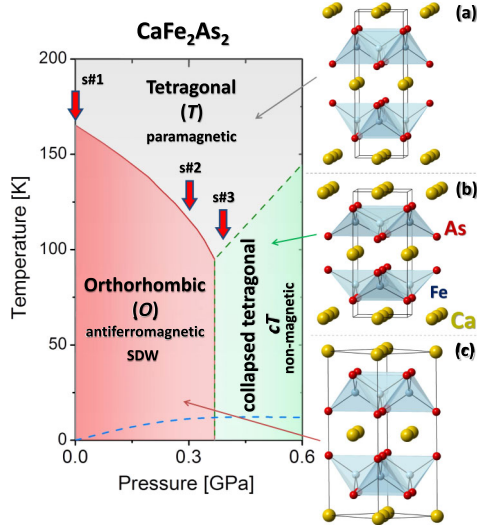 CaFe₂As₂
200
150
100
50
0
Temperature [K]
0.0
0.3
0.6
Pressure [GPa]
s#1
s#2
s#3
Tetragonal
(T)
paramagnetic
Orthorhombic
(O)
antiferromagnetic
SDW
collapsed tetragonal
cT
non-magnetic
(a)
(b)
As
Fe
Ca
(c)